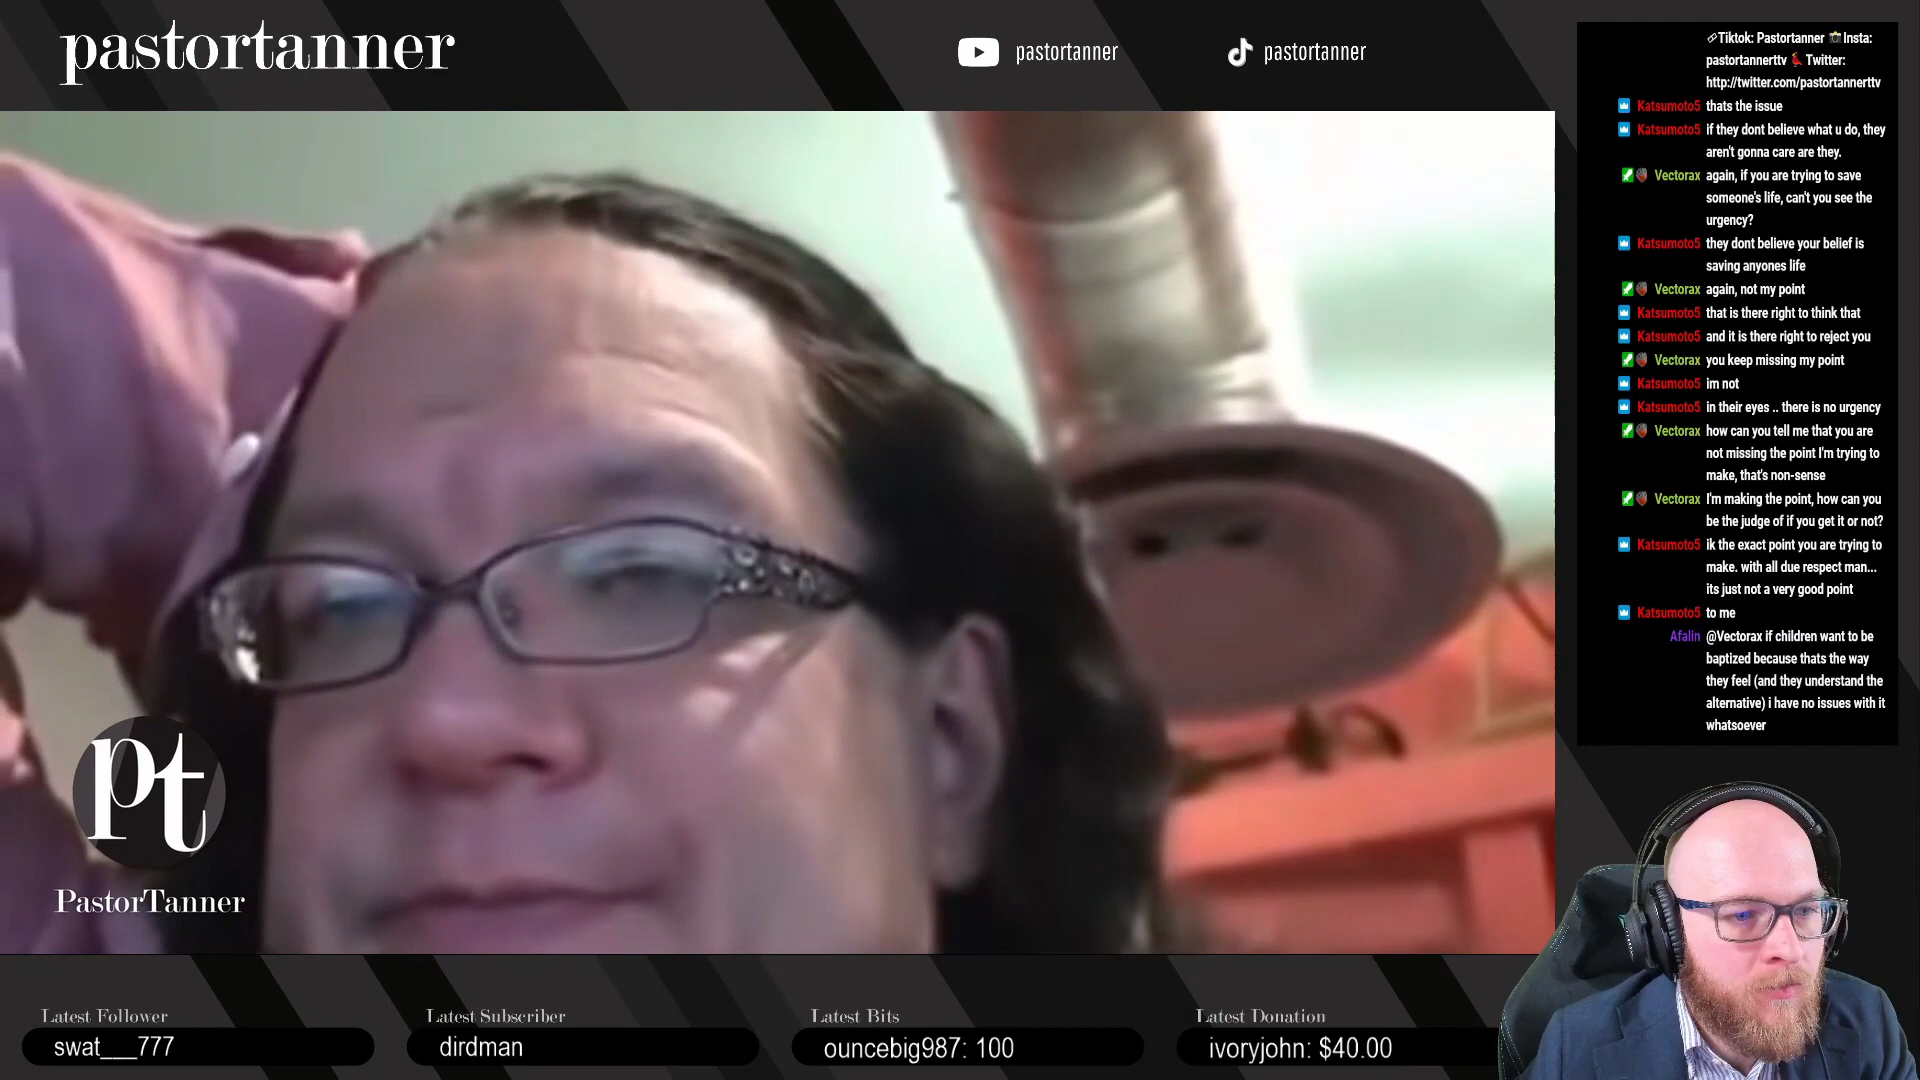 pastortanner
pastortanner
pastortanner
Tiktok: Pastortanner Insta:
pastortannerttv Twitter:
http://twitter.com/pastortannerttv
Katsumoto5 thats the issue
Katsumoto5 if they dont believe what u do, they
aren't gonna care are they.
Vectorax again, if you are trying to save
someone's life, can't you see the
urgency?
Katsumoto5 they dont believe your belief is
saving anyones life
Vectorax again, not my point
Katsumoto5 that is there right to think that
Katsumoto5 and it is there right to reject you
Vectorax you keep missing my point
Katsumoto5 im not
Katsumoto5 in their eyes .. there is no urgency
Vectorax how can you tell me that you are
not missing the point I'm trying to
make, that's non-sense
Vectorax I'm making the point, how can you
be the judge of if you get it or not?
Katsumoto5 ik the exact point you are trying to
make. with all due respect man...
its just not a very good point
Katsumoto5 to me
Afalin @Vectorax if children want to be
baptized because thats the way
they feel (and they understand the
alternative) i have no issues with it
whatsoever
pt
PastorTanner
Latest Follower
swat___777
Latest Subscriber
dirdman
Latest Bits
ouncebig987: 100
Latest Donation
ivoryjohn: $40.00